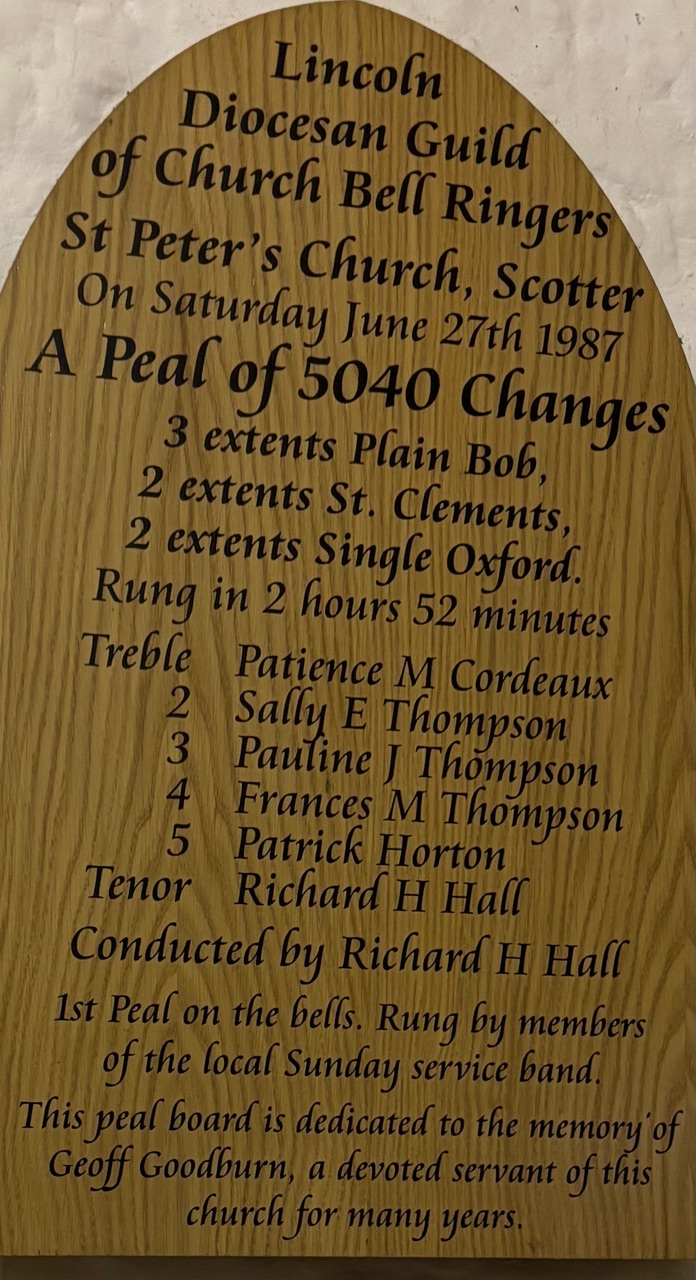 Lincoln
Diocesan Guild
of Church Bell Ringers
St Peter's Church, Scotter
On Saturday June 27th 1987
A Peal of 5040 Changes
3 extents Plain Bob,
2 extents St. Clements,
2 extents Single Oxford.
Rung in 2 hours 52 minutes
Treble Patience M Cordeaux
2 Sally E Thompson
3 Pauline J Thompson
4 Frances M Thompson
5 Patrick Horton
Tenor Richard H Hall
Conducted by Richard H Hall
1st Peal on the bells. Rung by members
of the local Sunday service band.
This peal board is dedicated to the memory of
Geoff Goodburn, a devoted servant of this
church for many years.